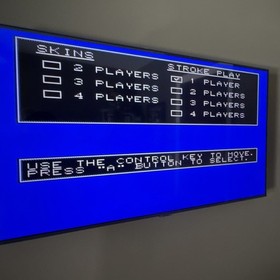 SKINS
2 PLAYERS
3 PLAYERS
4 PLAYERS
STROKE PLAY
1 PLAYER
2 PLAYERS
3 PLAYERS
4 PLAYERS
USE THE CONTROL KEY TO MOVE.
PRESS "A" BUTTON TO SELECT.